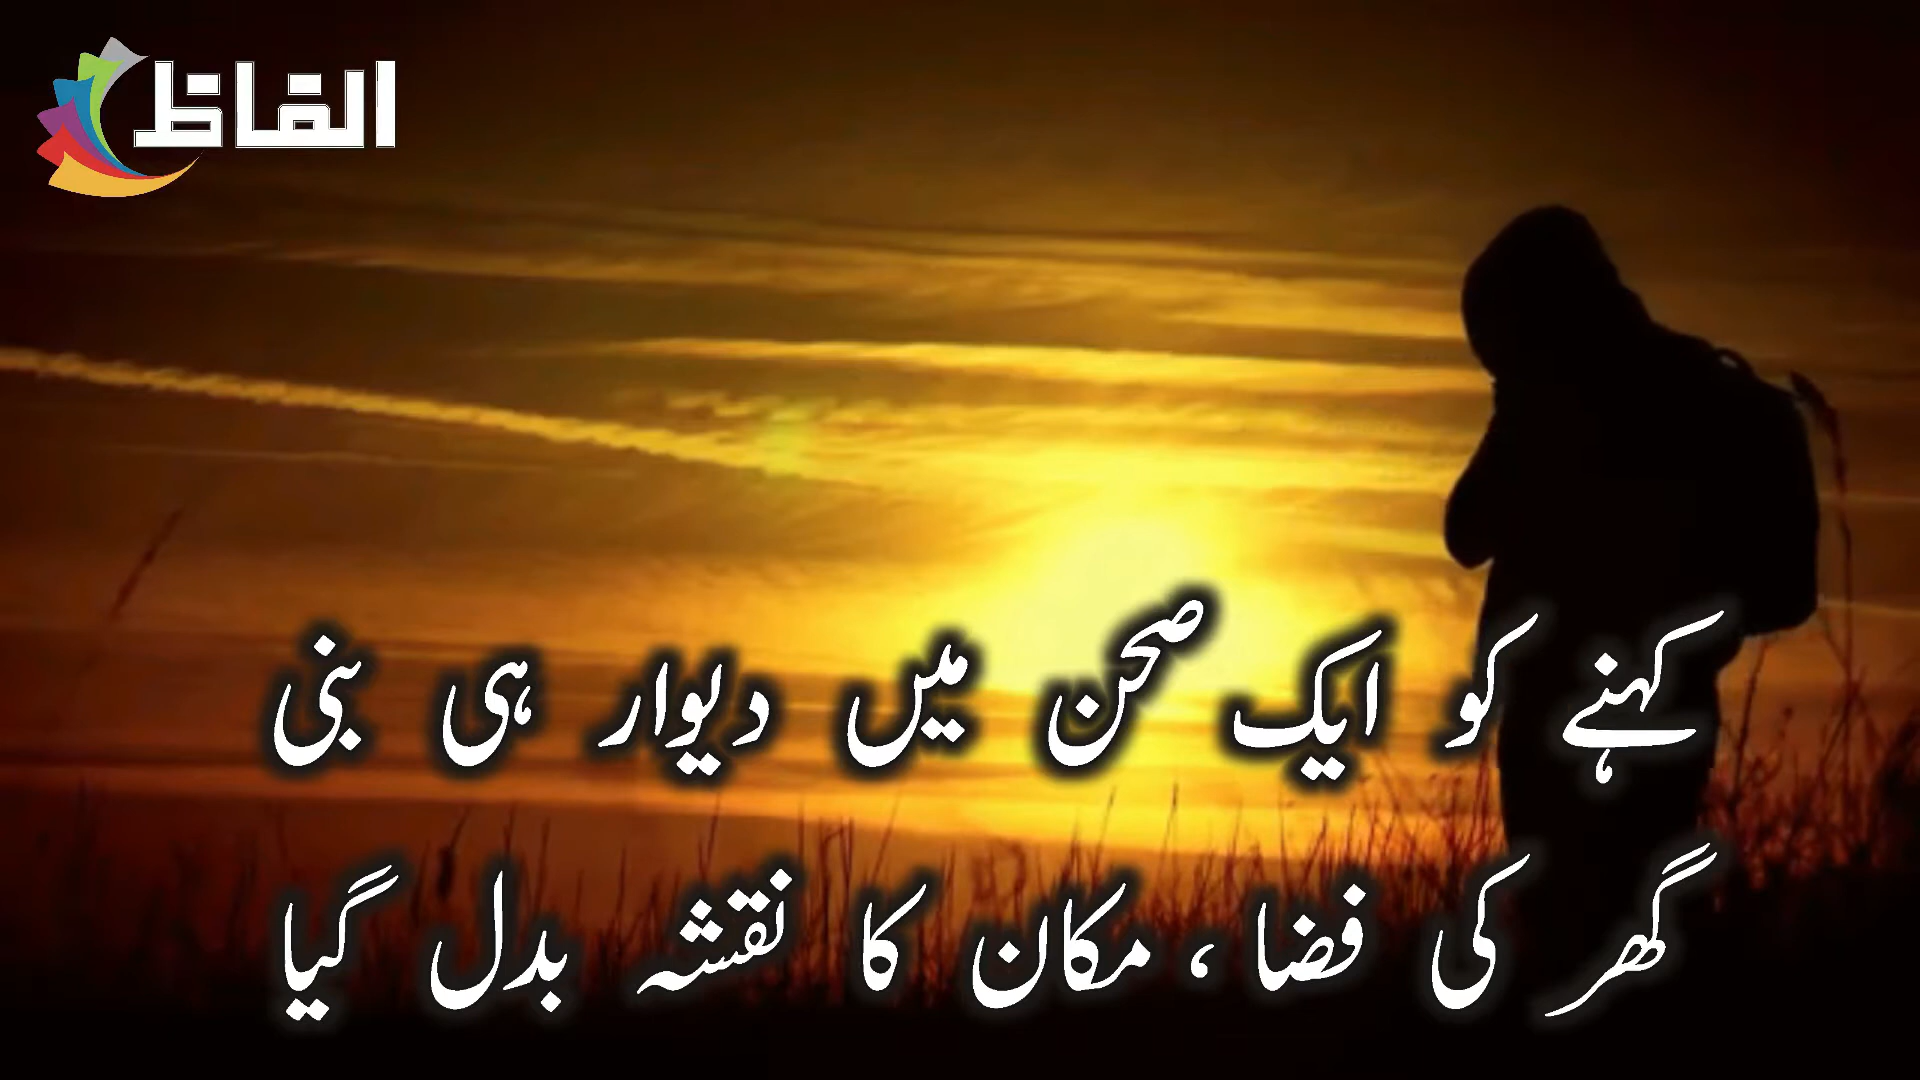 الفاظ
کہنے کو ایک صحن میں دیوار ہی بنی
گھر کی فضا ، مکان کا نقشہ بدل گیا